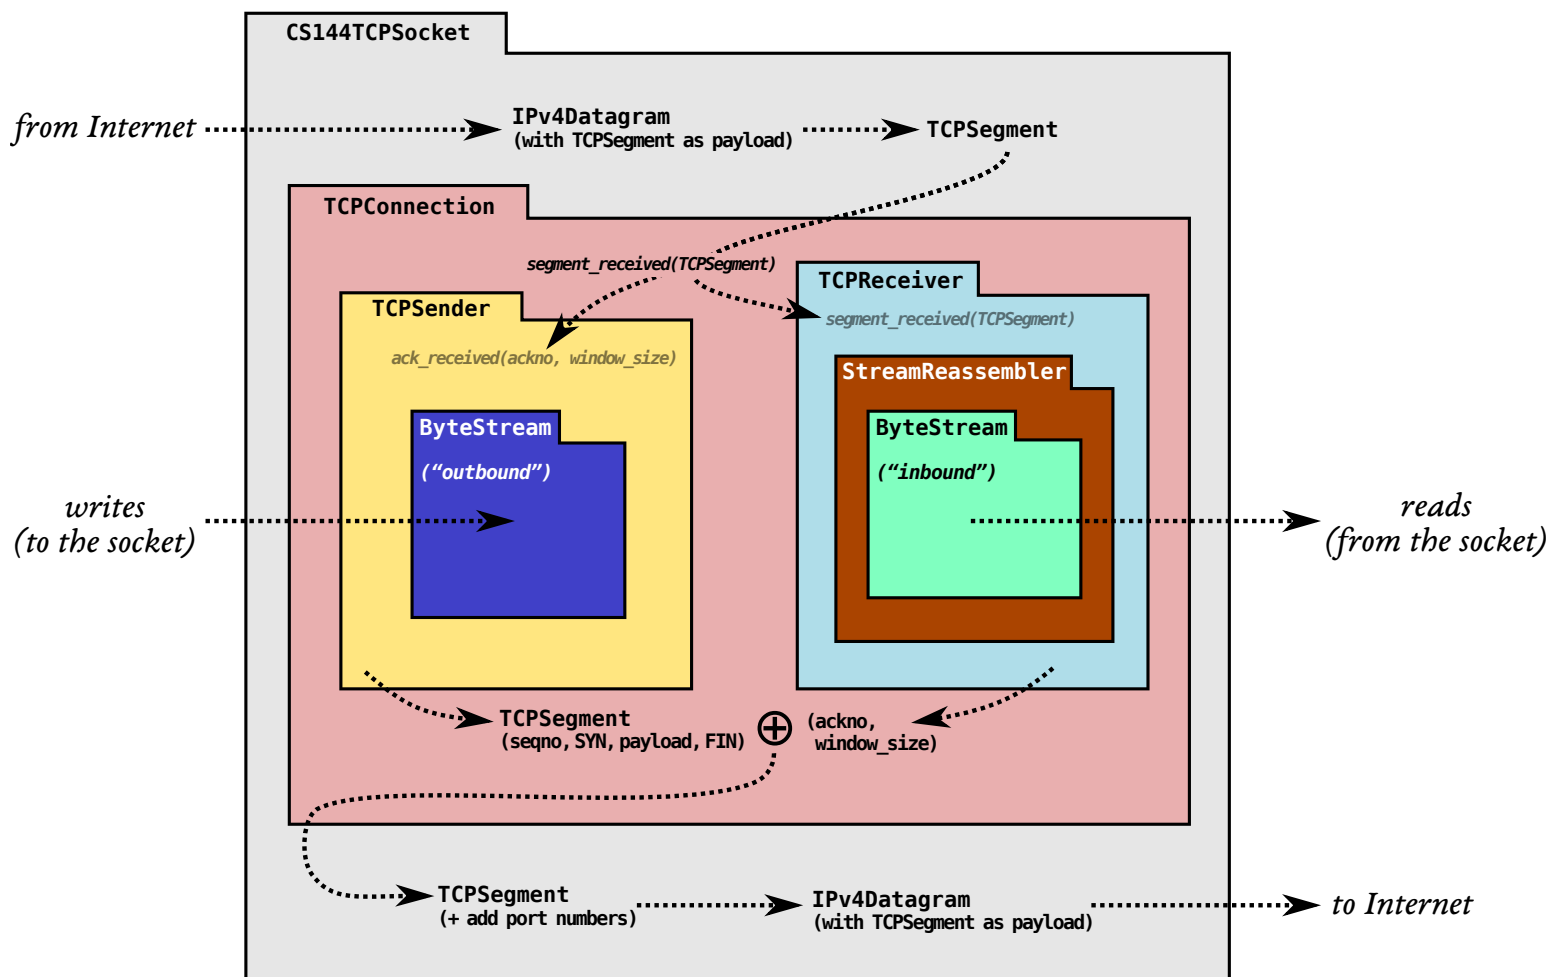 CS144TCPSocket
from Internet
IPv4Datagram
(with TCPSegment as payload)
TCPSegment
TCPConnection
segment_received(TCPSegment)
TCPReceiver
segment_received(TCPSegment)
TCPSender
ack_received(ackno, window_size)
StreamReassembler
ByteStream
(“outbound”)
ByteStream
(“inbound”)
writes
(to the socket)
reads
(from the socket)
TCPSegment
(seqno, SYN, payload, FIN)
(ackno,
window_size)
TCPSegment
(+ add port numbers)
IPv4Datagram
(with TCPSegment as payload)
to Internet